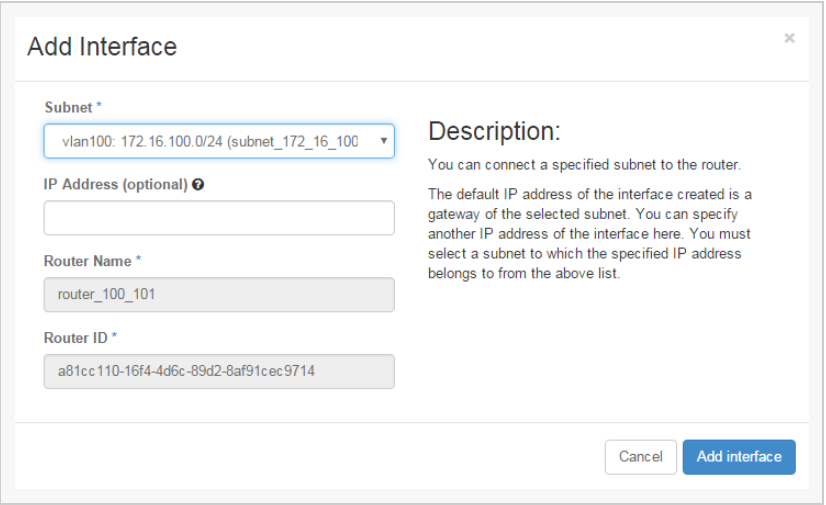 Add Interface
×
Subnet *
vlan100: 172.16.100.0/24 (subnet_172_16_100
IP Address (optional)
Router Name *
router_100_101
Router ID *
a81cc110-16f4-4d6c-89d2-8af91cec9714
Description:
You can connect a specified subnet to the router.
The default IP address of the interface created is a
gateway of the selected subnet. You can specify
another IP address of the interface here. You must
select a subnet to which the specified IP address
belongs to from the above list.
Cancel
Add interface